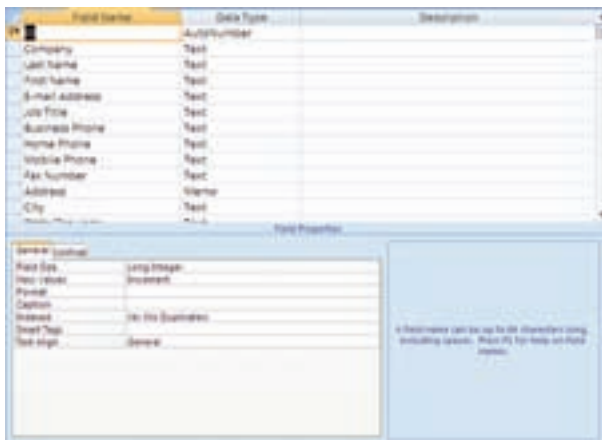 Field Name Data Type Description
AutoNumber
Company Text
Last Name Text
First Name Text
E-mail Address Text
Job Title Text
Business Phone Text
Home Phone Text
Mobile Phone Text
Fax Number Text
Address Memo
City Text
Field Properties
General Lookup
Field Size Long Integer
New Values Increment
Format
Caption
Indexed Yes (No Duplicates)
Smart Tags
Text Align General
A field name can be up to 64 characters long,
including spaces. Press F1 for help on field
names.